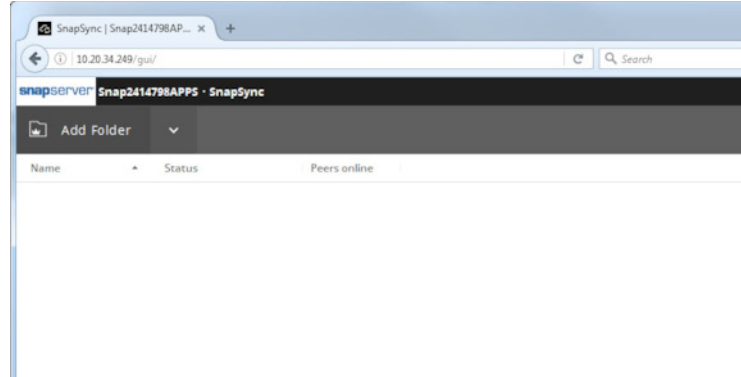 SnapSync | Snap2414798AP...
10.20.34.249/gui/
Search
snapserver Snap2414798APPS · SnapSync
Add Folder
Name Status Peers online